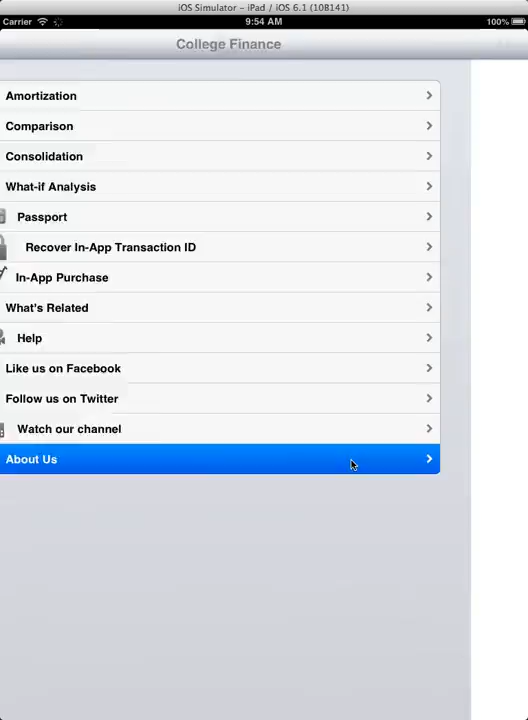 iOS Simulator – iPad / iOS 6.1 (10B141)
Carrier 9:54 AM 100%
College Finance
Amortization
Comparison
Consolidation
What-if Analysis
Passport
Recover In-App Transaction ID
In-App Purchase
What's Related
Help
Like us on Facebook
Follow us on Twitter
Watch our channel
About Us